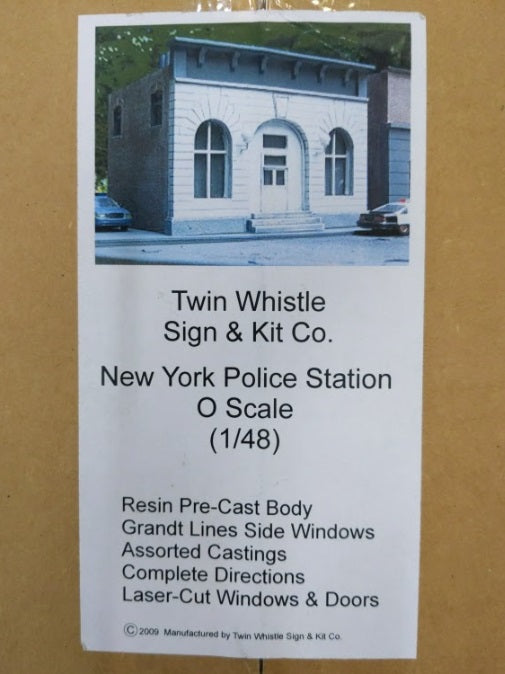 Twin Whistle
Sign & Kit Co.
New York Police Station
O Scale
(1/48)
Resin Pre-Cast Body
Grandt Lines Side Windows
Assorted Castings
Complete Directions
Laser-Cut Windows & Doors
©2009 Manufactured by Twin Whistle Sign & Kit Co.